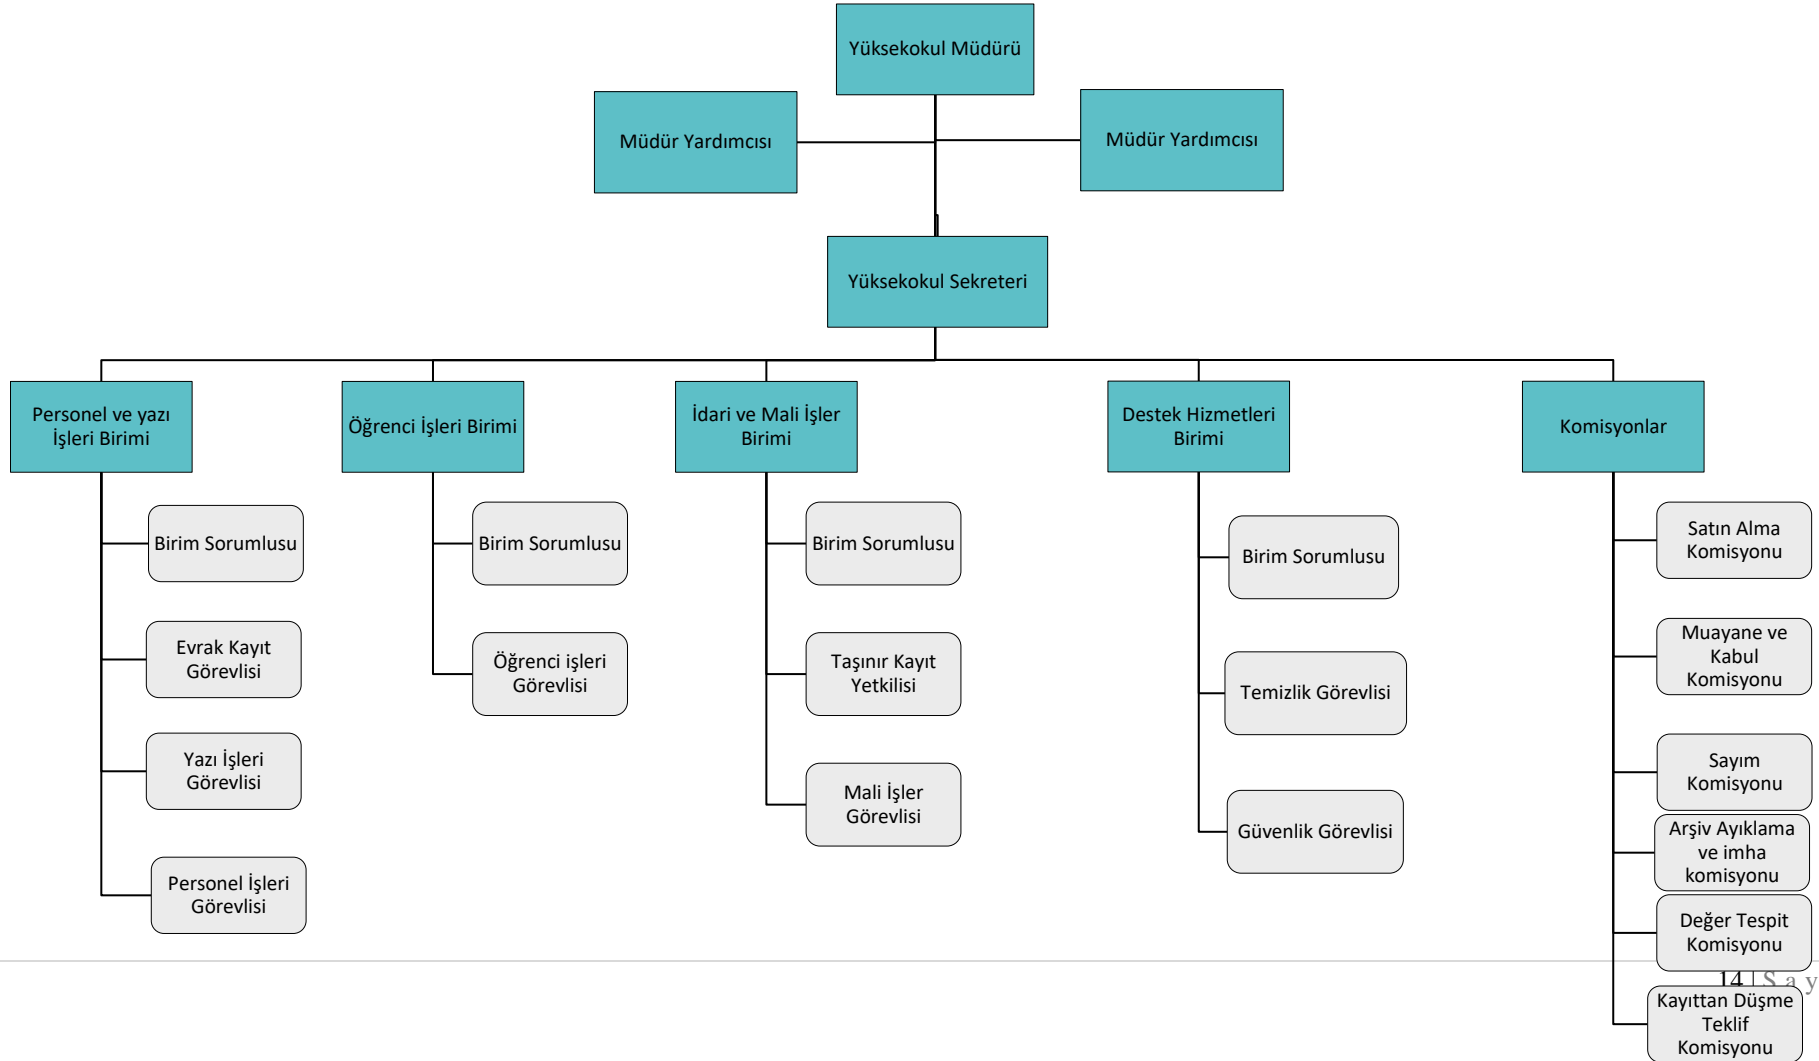 Yüksekokul Müdürü
Müdür Yardımcısı
Müdür Yardımcısı
Yüksekokul Sekreteri
Personel ve yazı
İşleri Birimi
Öğrenci İşleri Birimi
İdari ve Mali İşler
Birimi
Destek Hizmetleri
Birimi
Komisyonlar
Birim Sorumlusu
Evrak Kayıt
Görevlisi
Yazı İşleri
Görevlisi
Personel İşleri
Görevlisi
Birim Sorumlusu
Öğrenci işleri
Görevlisi
Birim Sorumlusu
Taşınır Kayıt
Yetkilisi
Mali İşler
Görevlisi
Birim Sorumlusu
Temizlik Görevlisi
Güvenlik Görevlisi
Satın Alma
Komisyonu
Muayane ve
Kabul
Komisyonu
Sayım
Komisyonu
Arşiv Ayıklama
ve imha
komisyonu
Değer Tespit
Komisyonu
14 | S a y
Kayıttan Düşme
Teklif
Komisyonu